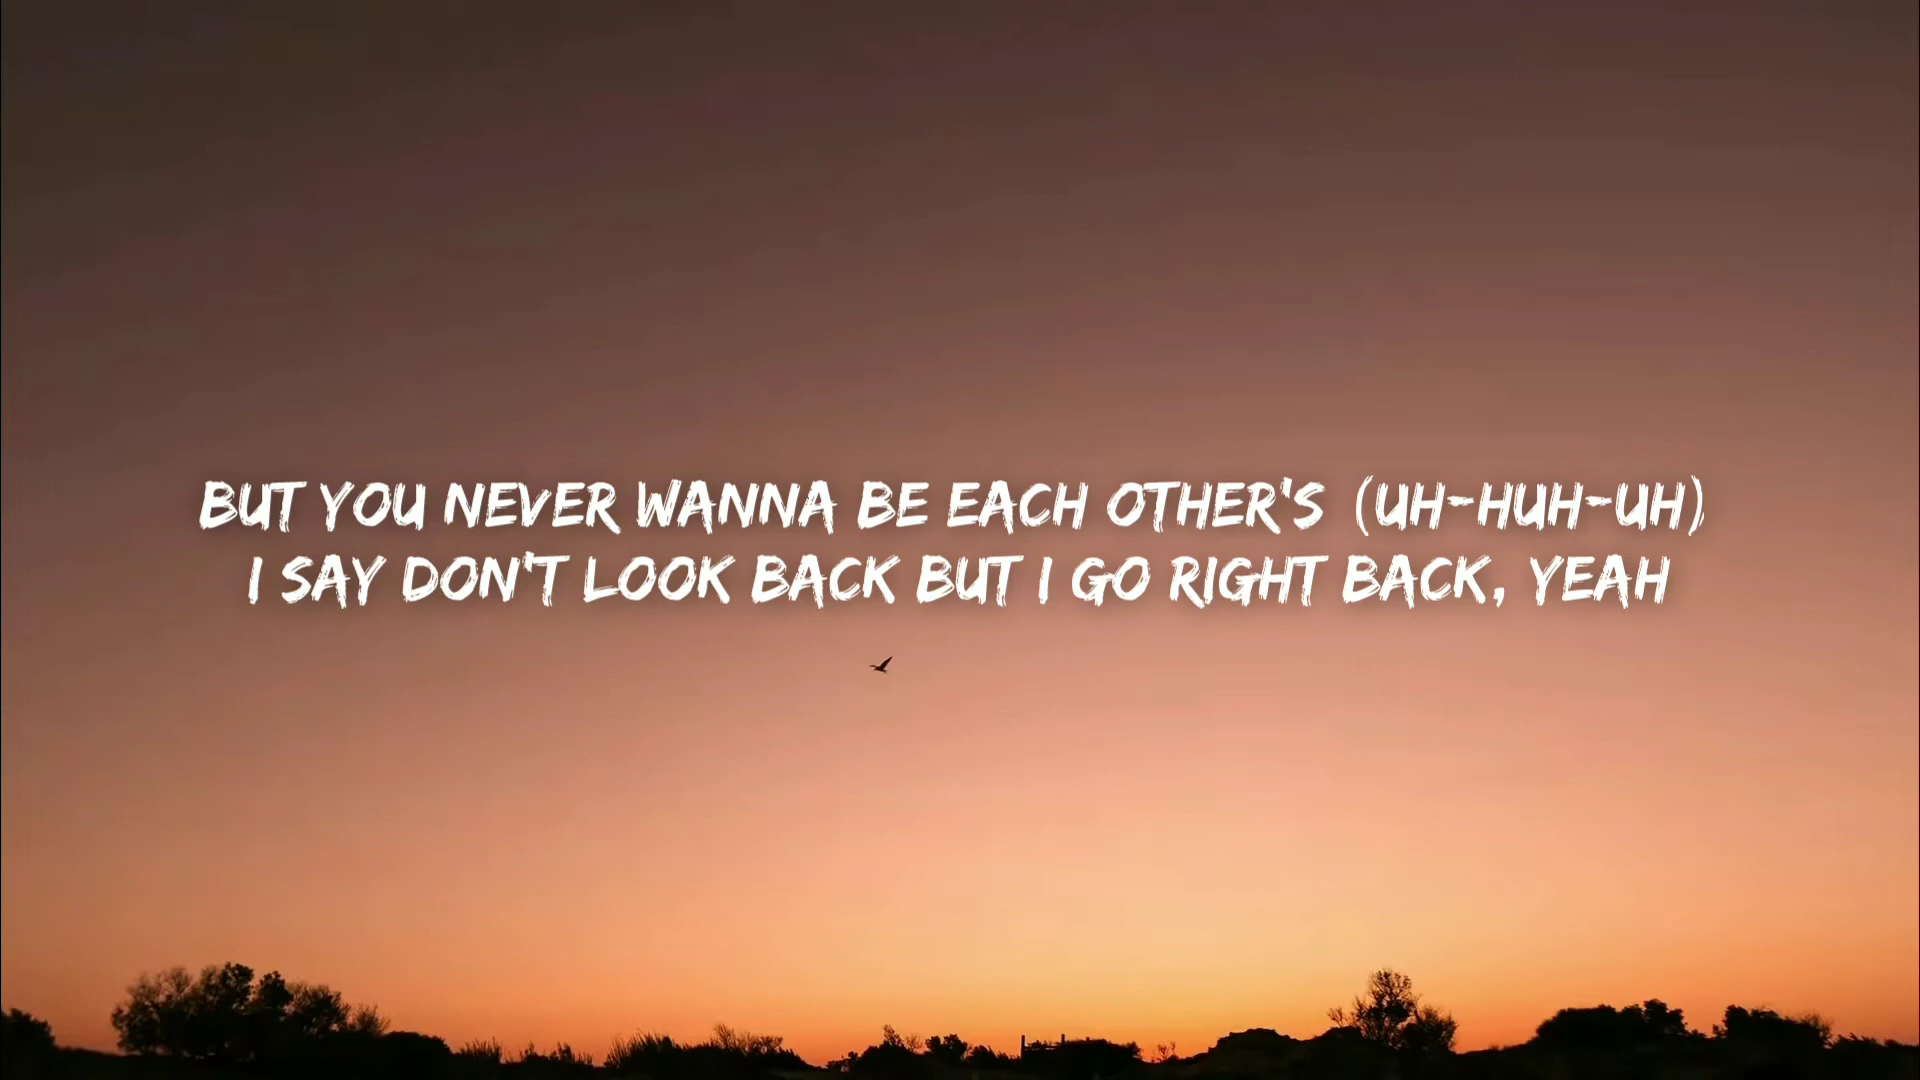 BUT YOU NEVER WANNA BE EACH OTHER'S (UH-HUH-UH)
I SAY DON'T LOOK BACK BUT I GO RIGHT BACK, YEAH